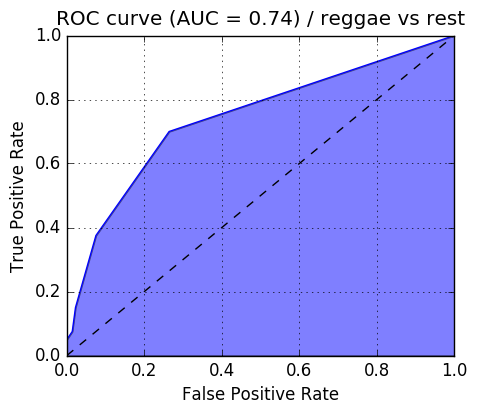 ROC curve (AUC = 0.74) / reggae vs rest
1.0
0.8
0.6
0.4
0.2
0.0
True Positive Rate
0.0 0.2 0.4 0.6 0.8 1.0
False Positive Rate